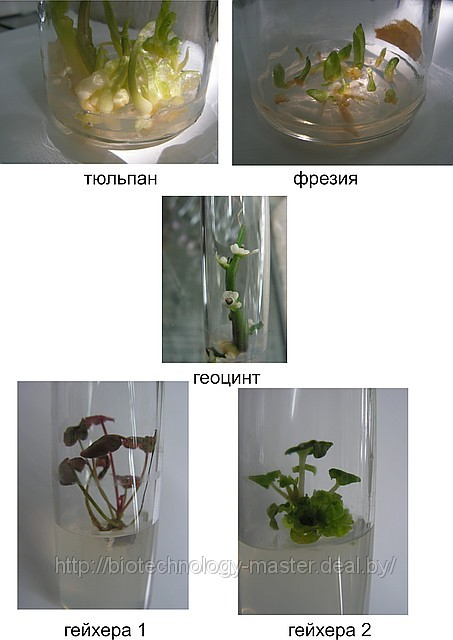 тюльпан
фрезия
геоцинт
http://biotechnology-master.deal.by/
гейхера 1
гейхера 2